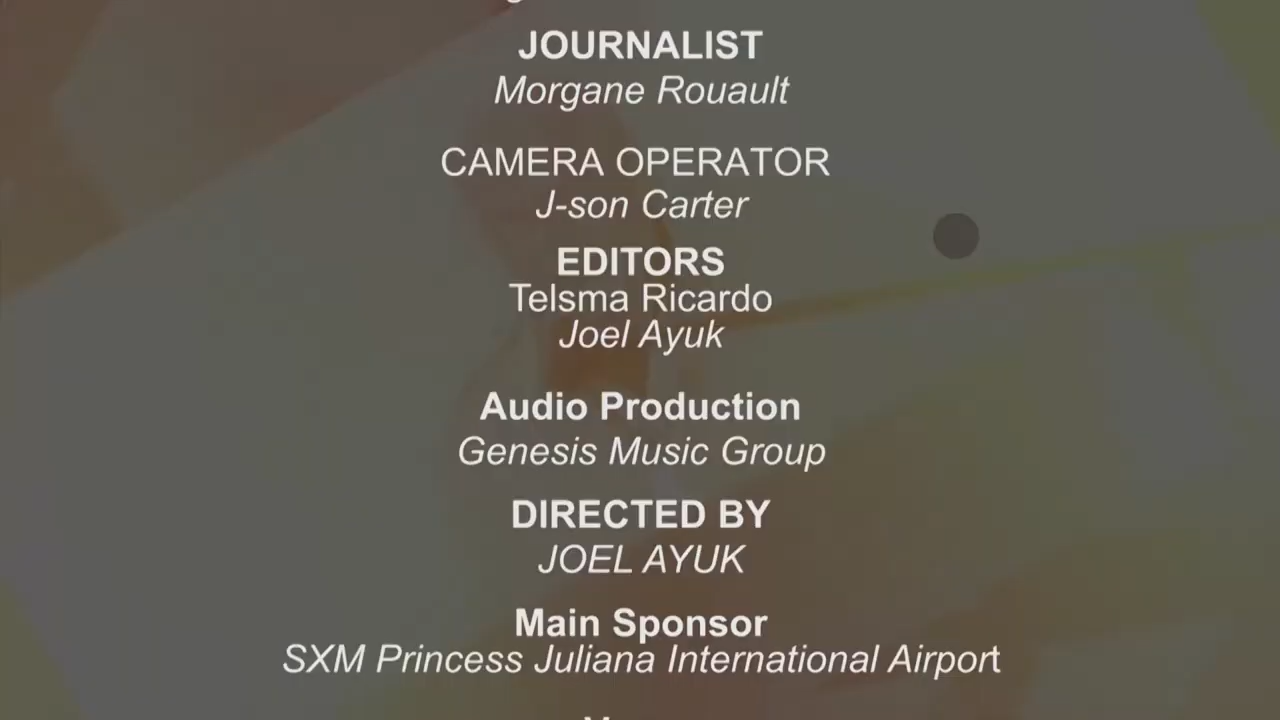 JOURNALIST
Morgane Rouault
CAMERA OPERATOR
J-son Carter
EDITORS
Telsma Ricardo
Joel Ayuk
Audio Production
Genesis Music Group
DIRECTED BY
JOEL AYUK
Main Sponsor
SXM Princess Juliana International Airport